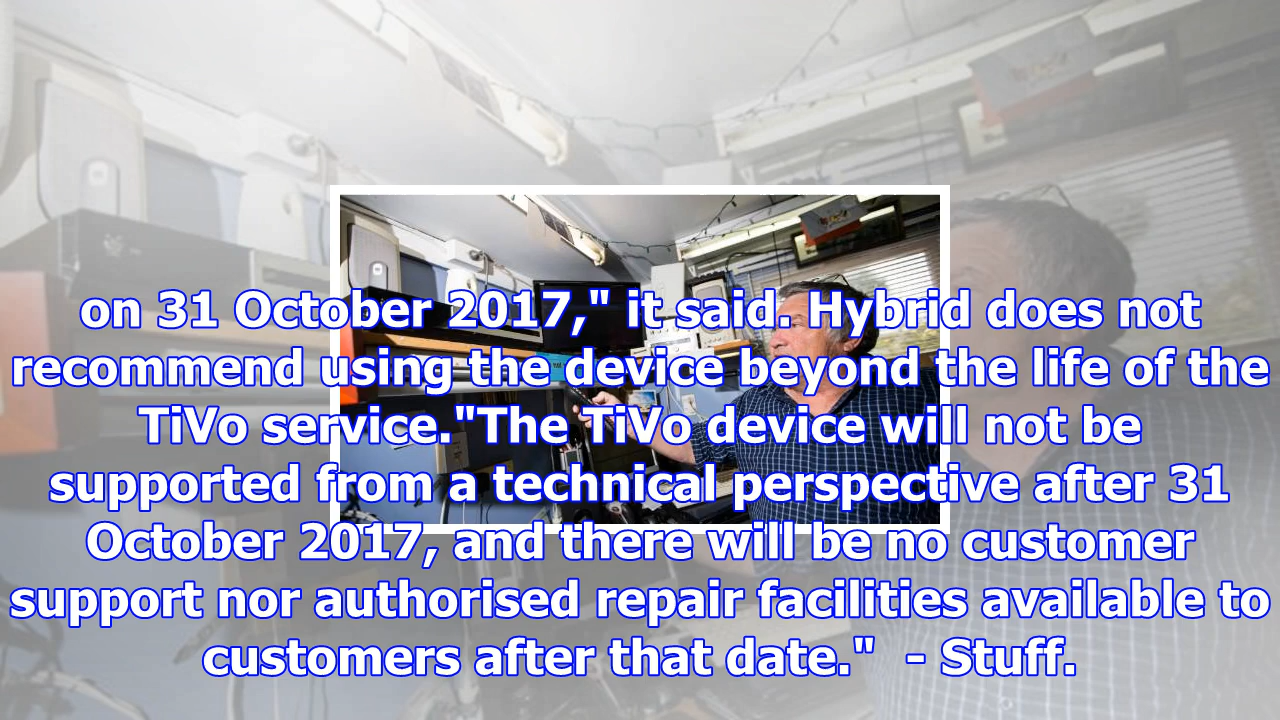 on 31 October 2017," it said. Hybrid does not
recommend using the device beyond the life of the
TiVo service."The TiVo device will not be
supported from a technical perspective after 31
October 2017, and there will be no customer
support nor authorised repair facilities available to
customers after that date."  - Stuff.